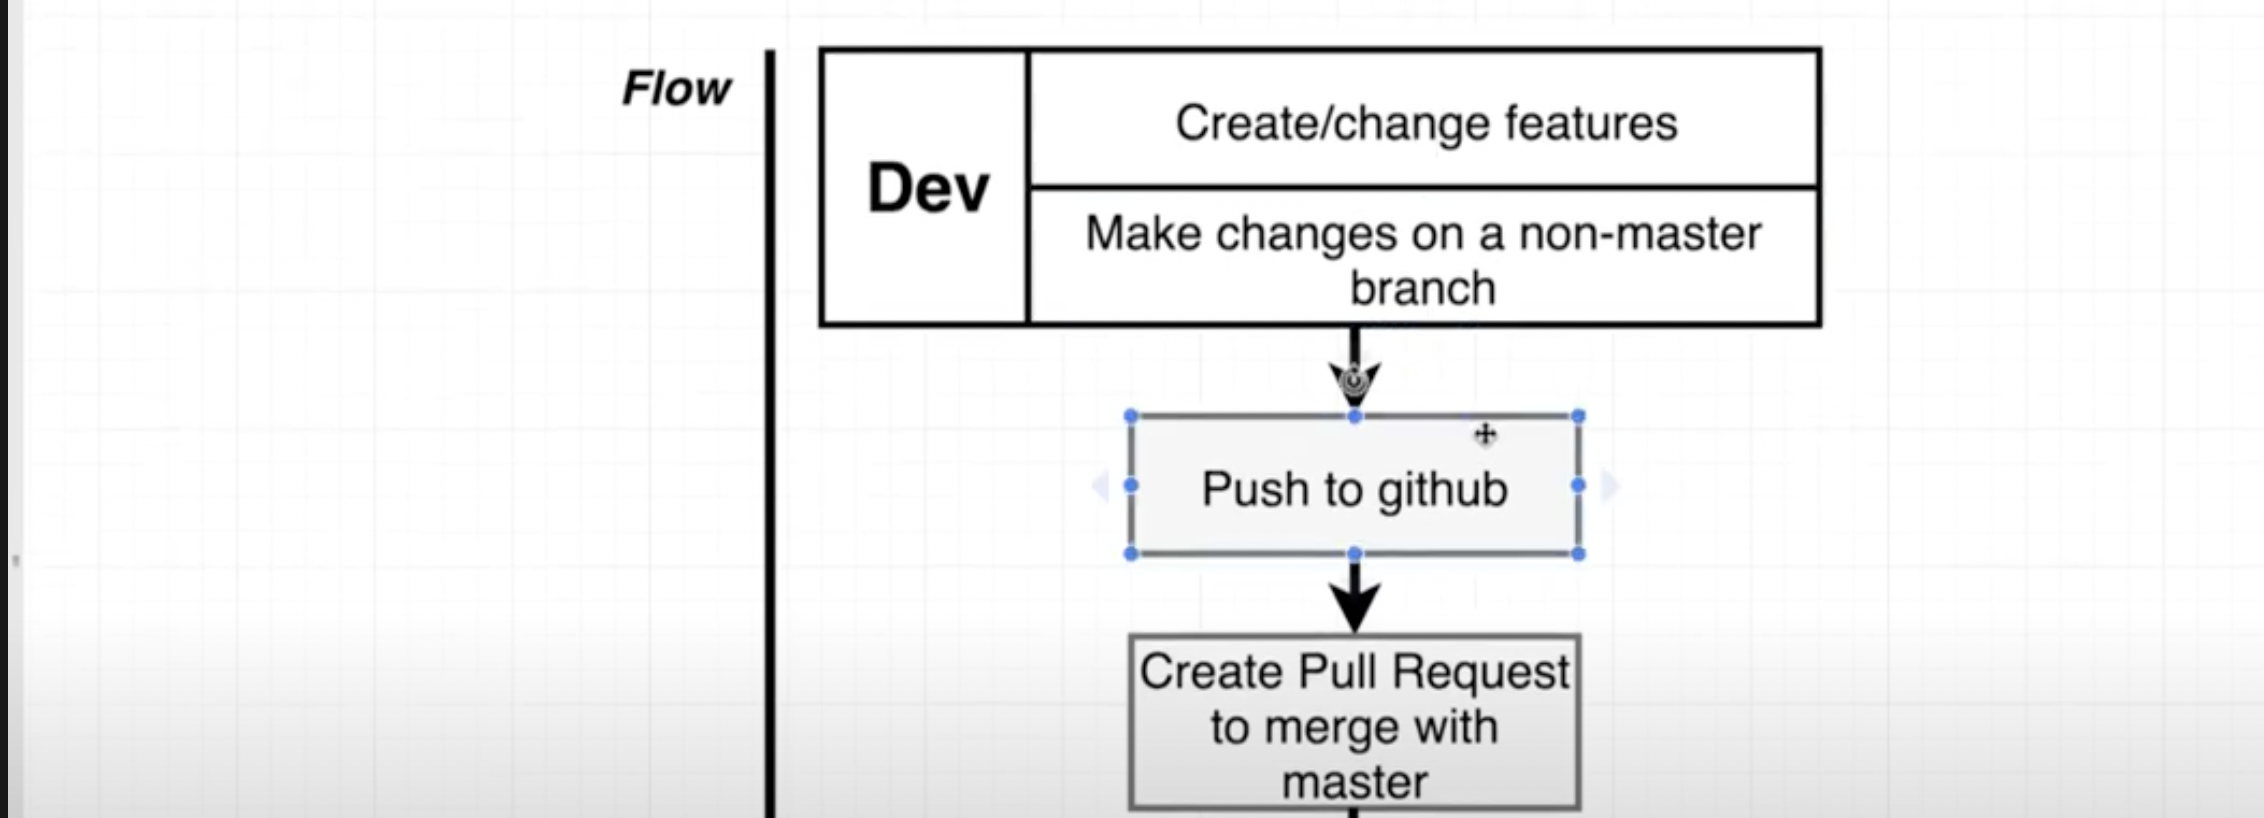 Flow
Dev
Create/change features
Make changes on a non-master
branch
Push to github
Create Pull Request
to merge with
master